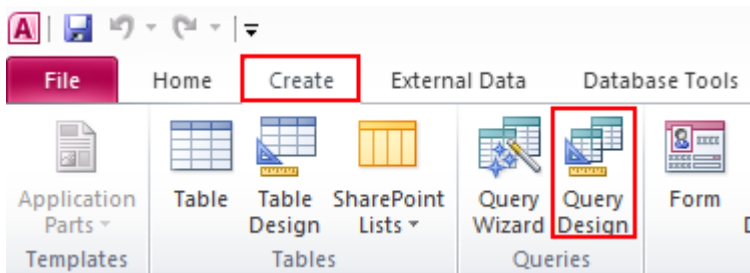 A
File Home Create External Data Database Tools
Application Parts Table Table Design SharePoint Lists Query Wizard Query Design Form D
Templates Tables Queries